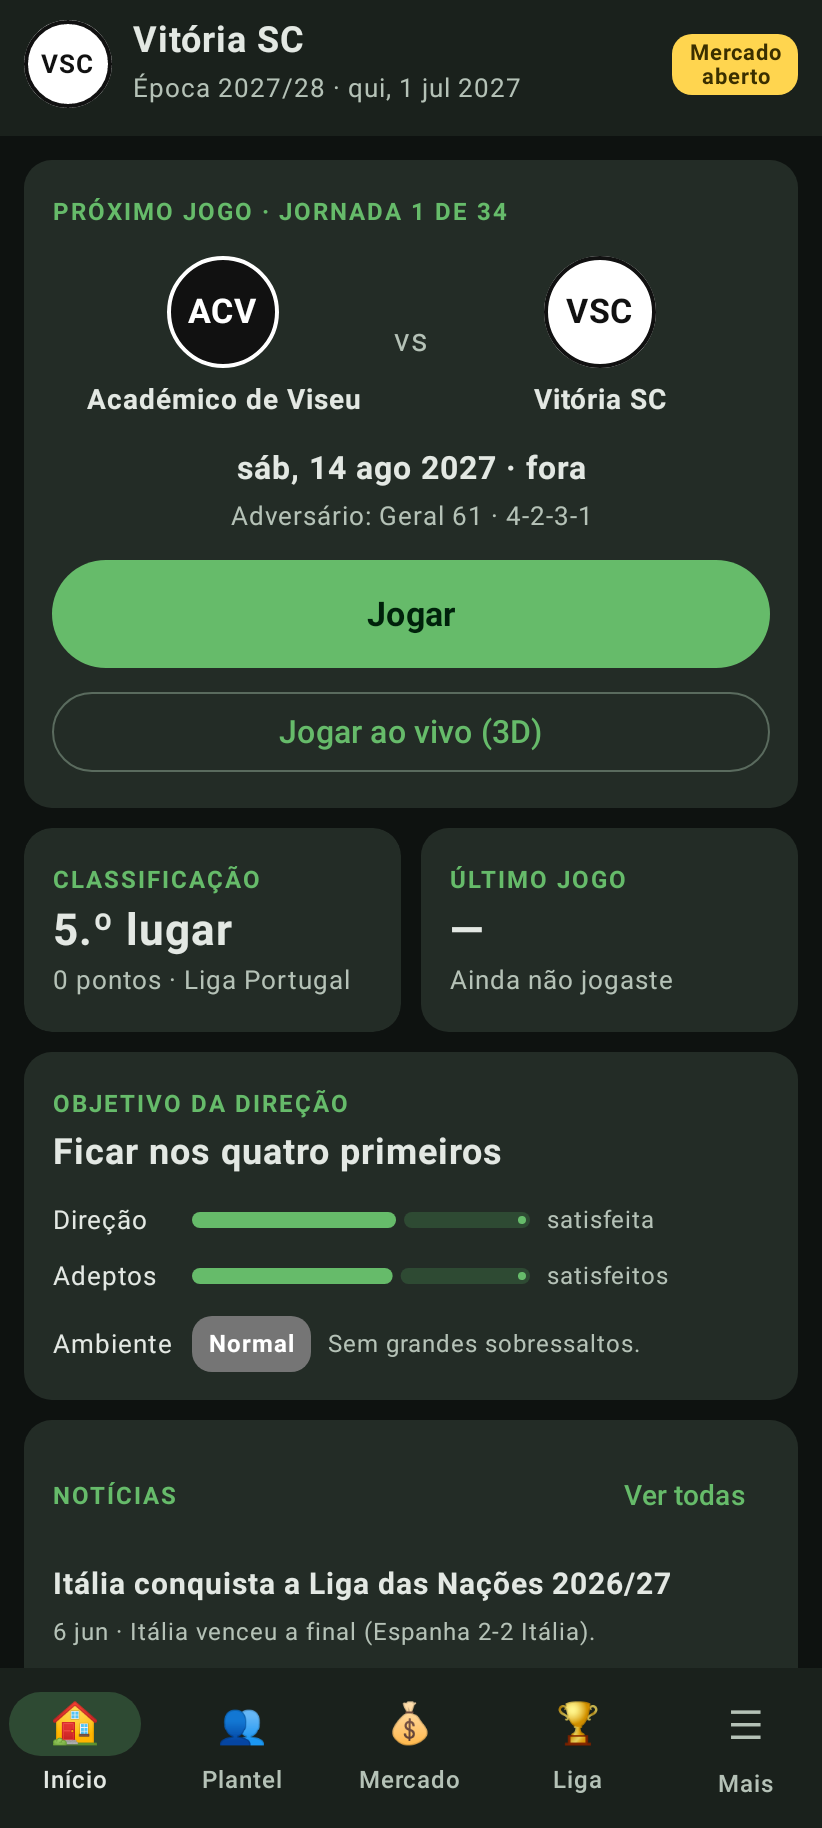 VSC
Vitória SC
Época 2027/28 · qui, 1 jul 2027
Mercado
aberto
PRÓXIMO JOGO · JORNADA 1 DE 34
ACV
vs
VSC
Académico de Viseu
Vitória SC
sáb, 14 ago 2027 · fora
Adversário: Geral 61 · 4-2-3-1
Jogar
Jogar ao vivo (3D)
CLASSIFICAÇÃO
5.º lugar
0 pontos · Liga Portugal
ÚLTIMO JOGO
—
Ainda não jogaste
OBJETIVO DA DIREÇÃO
Ficar nos quatro primeiros
Direção satisfeita
Adeptos satisfeitos
Ambiente Normal Sem grandes sobressaltos.
NOTÍCIAS
Ver todas
Itália conquista a Liga das Nações 2026/27
6 jun · Itália venceu a final (Espanha 2-2 Itália).
Início
Plantel
Mercado
Liga
Mais